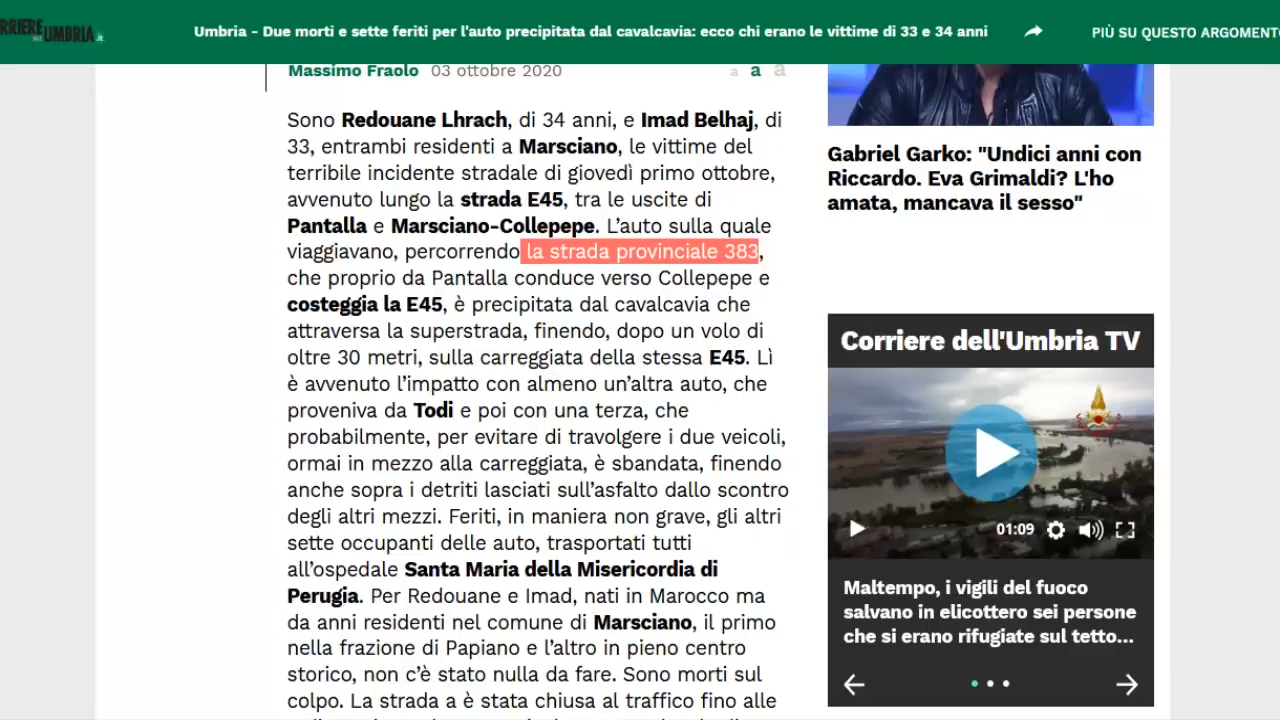 CORRIERE
DELL'UMBRIA.it
Umbria - Due morti e sette feriti per l'auto precipitata dal cavalcavia: ecco chi erano le vittime di 33 e 34 anni
PIÙ SU QUESTO ARGOMENT
Massimo Fraolo 03 ottobre 2020
a a a
Sono Redouane Lhrach, di 34 anni, e Imad Belhaj, di
33, entrambi residenti a Marsciano, le vittime del
terribile incidente stradale di giovedì primo ottobre,
avvenuto lungo la strada E45, tra le uscite di
Pantalla e Marsciano-Collepepe. L’auto sulla quale
viaggiavano, percorrendo la strada provinciale 383,
che proprio da Pantalla conduce verso Collepepe e
costeggia la E45, è precipitata dal cavalcavia che
attraversa la superstrada, finendo, dopo un volo di
oltre 30 metri, sulla carreggiata della stessa E45. Lì
è avvenuto l’impatto con almeno un’altra auto, che
proveniva da Todi e poi con una terza, che
probabilmente, per evitare di travolgere i due veicoli,
ormai in mezzo alla carreggiata, è sbandata, finendo
anche sopra i detriti lasciati sull’asfalto dallo scontro
degli altri mezzi. Feriti, in maniera non grave, gli altri
sette occupanti delle auto, trasportati tutti
all’ospedale Santa Maria della Misericordia di
Perugia. Per Redouane e Imad, nati in Marocco ma
da anni residenti nel comune di Marsciano, il primo
nella frazione di Papiano e l’altro in pieno centro
storico, non c’è stato nulla da fare. Sono morti sul
colpo. La strada a è stata chiusa al traffico fino alle
Gabriel Garko: "Undici anni con
Riccardo. Eva Grimaldi? L'ho
amata, mancava il sesso"
Corriere dell'Umbria TV
01:09
Maltempo, i vigili del fuoco
salvano in elicottero sei persone
che si erano rifugiate sul tetto...